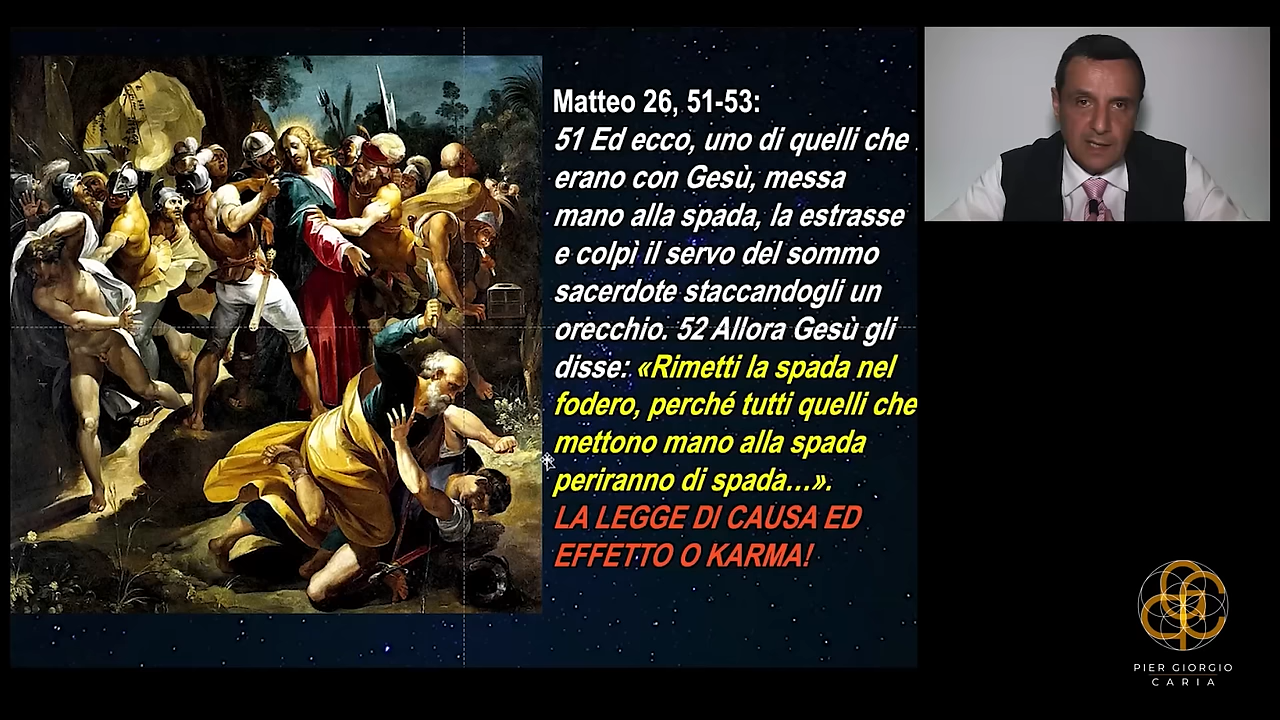 Matteo 26, 51-53:
51 Ed ecco, uno di quelli che
erano con Gesù, messa
mano alla spada, la estrasse
e colpì il servo del sommo
sacerdote staccandogli un
orecchio. 52 Allora Gesù gli
disse: «Rimetti la spada nel
fodero, perché tutti quelli che
mettono mano alla spada
periranno di spada...».
LA LEGGE DI CAUSA ED
EFFETTO O KARMA!
PIER GIORGIO
CARIA